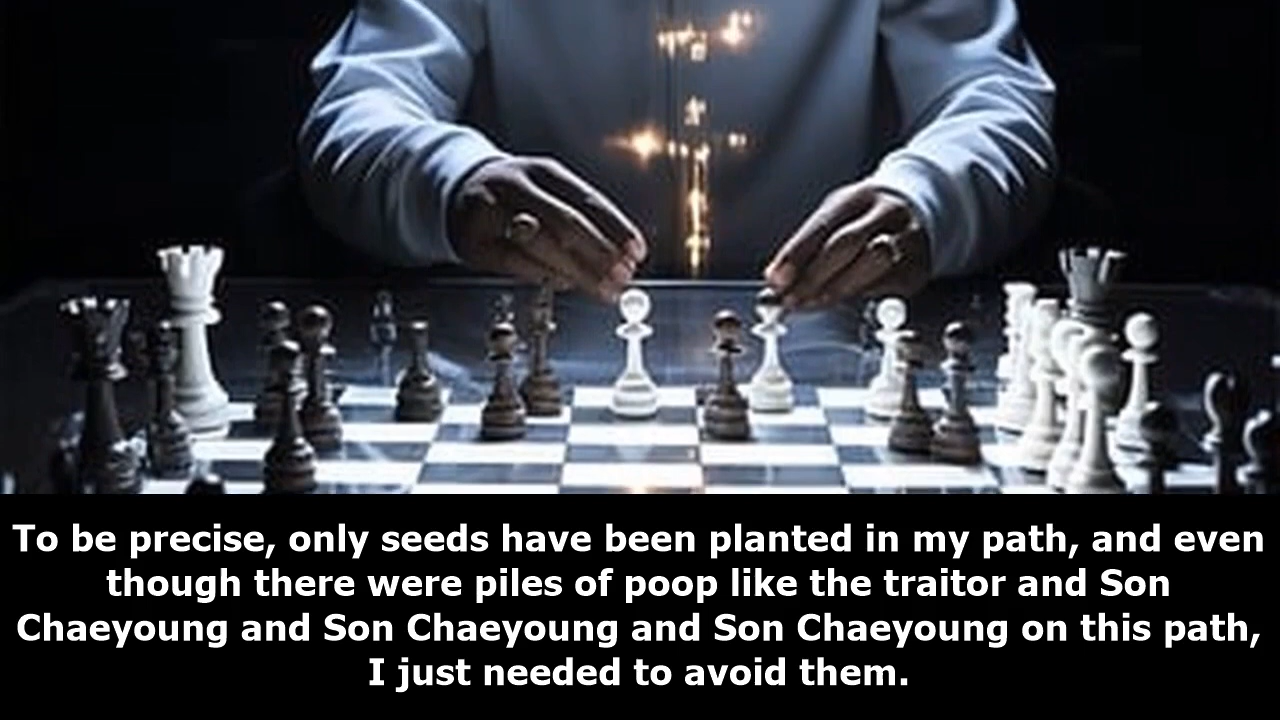 To be precise, only seeds have been planted in my path, and even
though there were piles of poop like the traitor and Son
Chaeyoung and Son Chaeyoung and Son Chaeyoung on this path,
I just needed to avoid them.